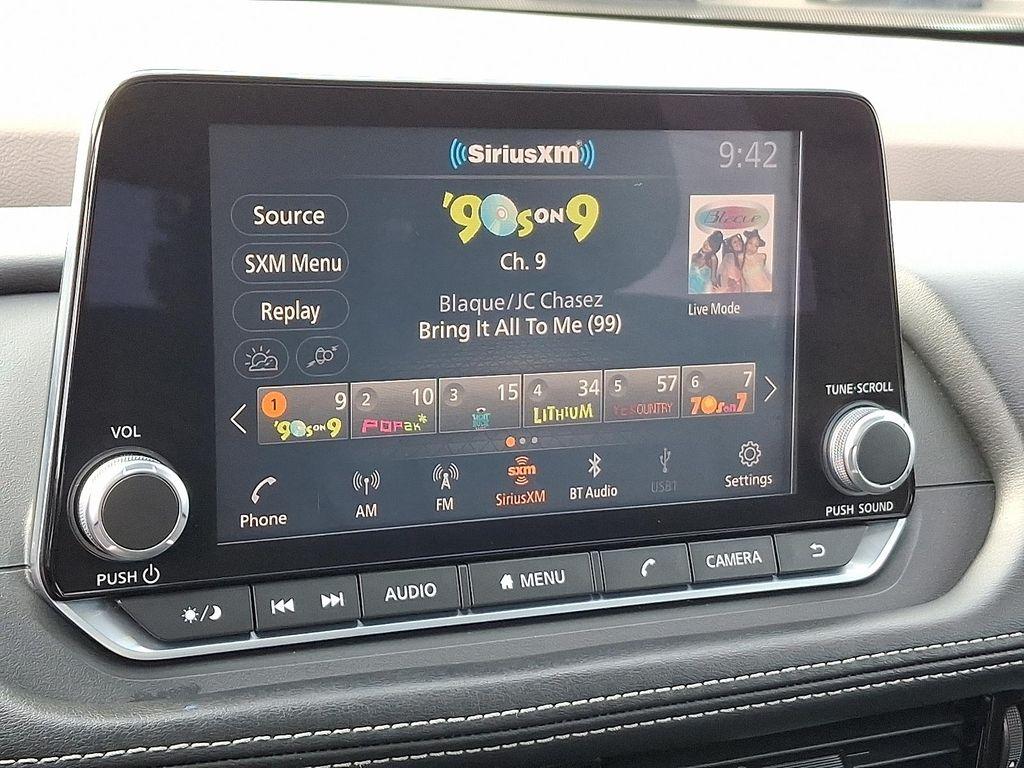 SiriusXM
9:42
Source
'90s ON 9
Blaque
SXM Menu
Ch. 9
Replay
Blaque/JC Chasez
Live Mode
Bring It All To Me (99)
1 9 '90s ON 9
2 10 POP2K
3 15
4 34 LITHIUM
5 57 Y2KOUNTRY
6 7 70s on 7
TUNE·SCROLL
VOL
Phone
AM
FM
sxm
SiriusXM
BT Audio
USB1
Settings
PUSH SOUND
PUSH
AUDIO
MENU
CAMERA